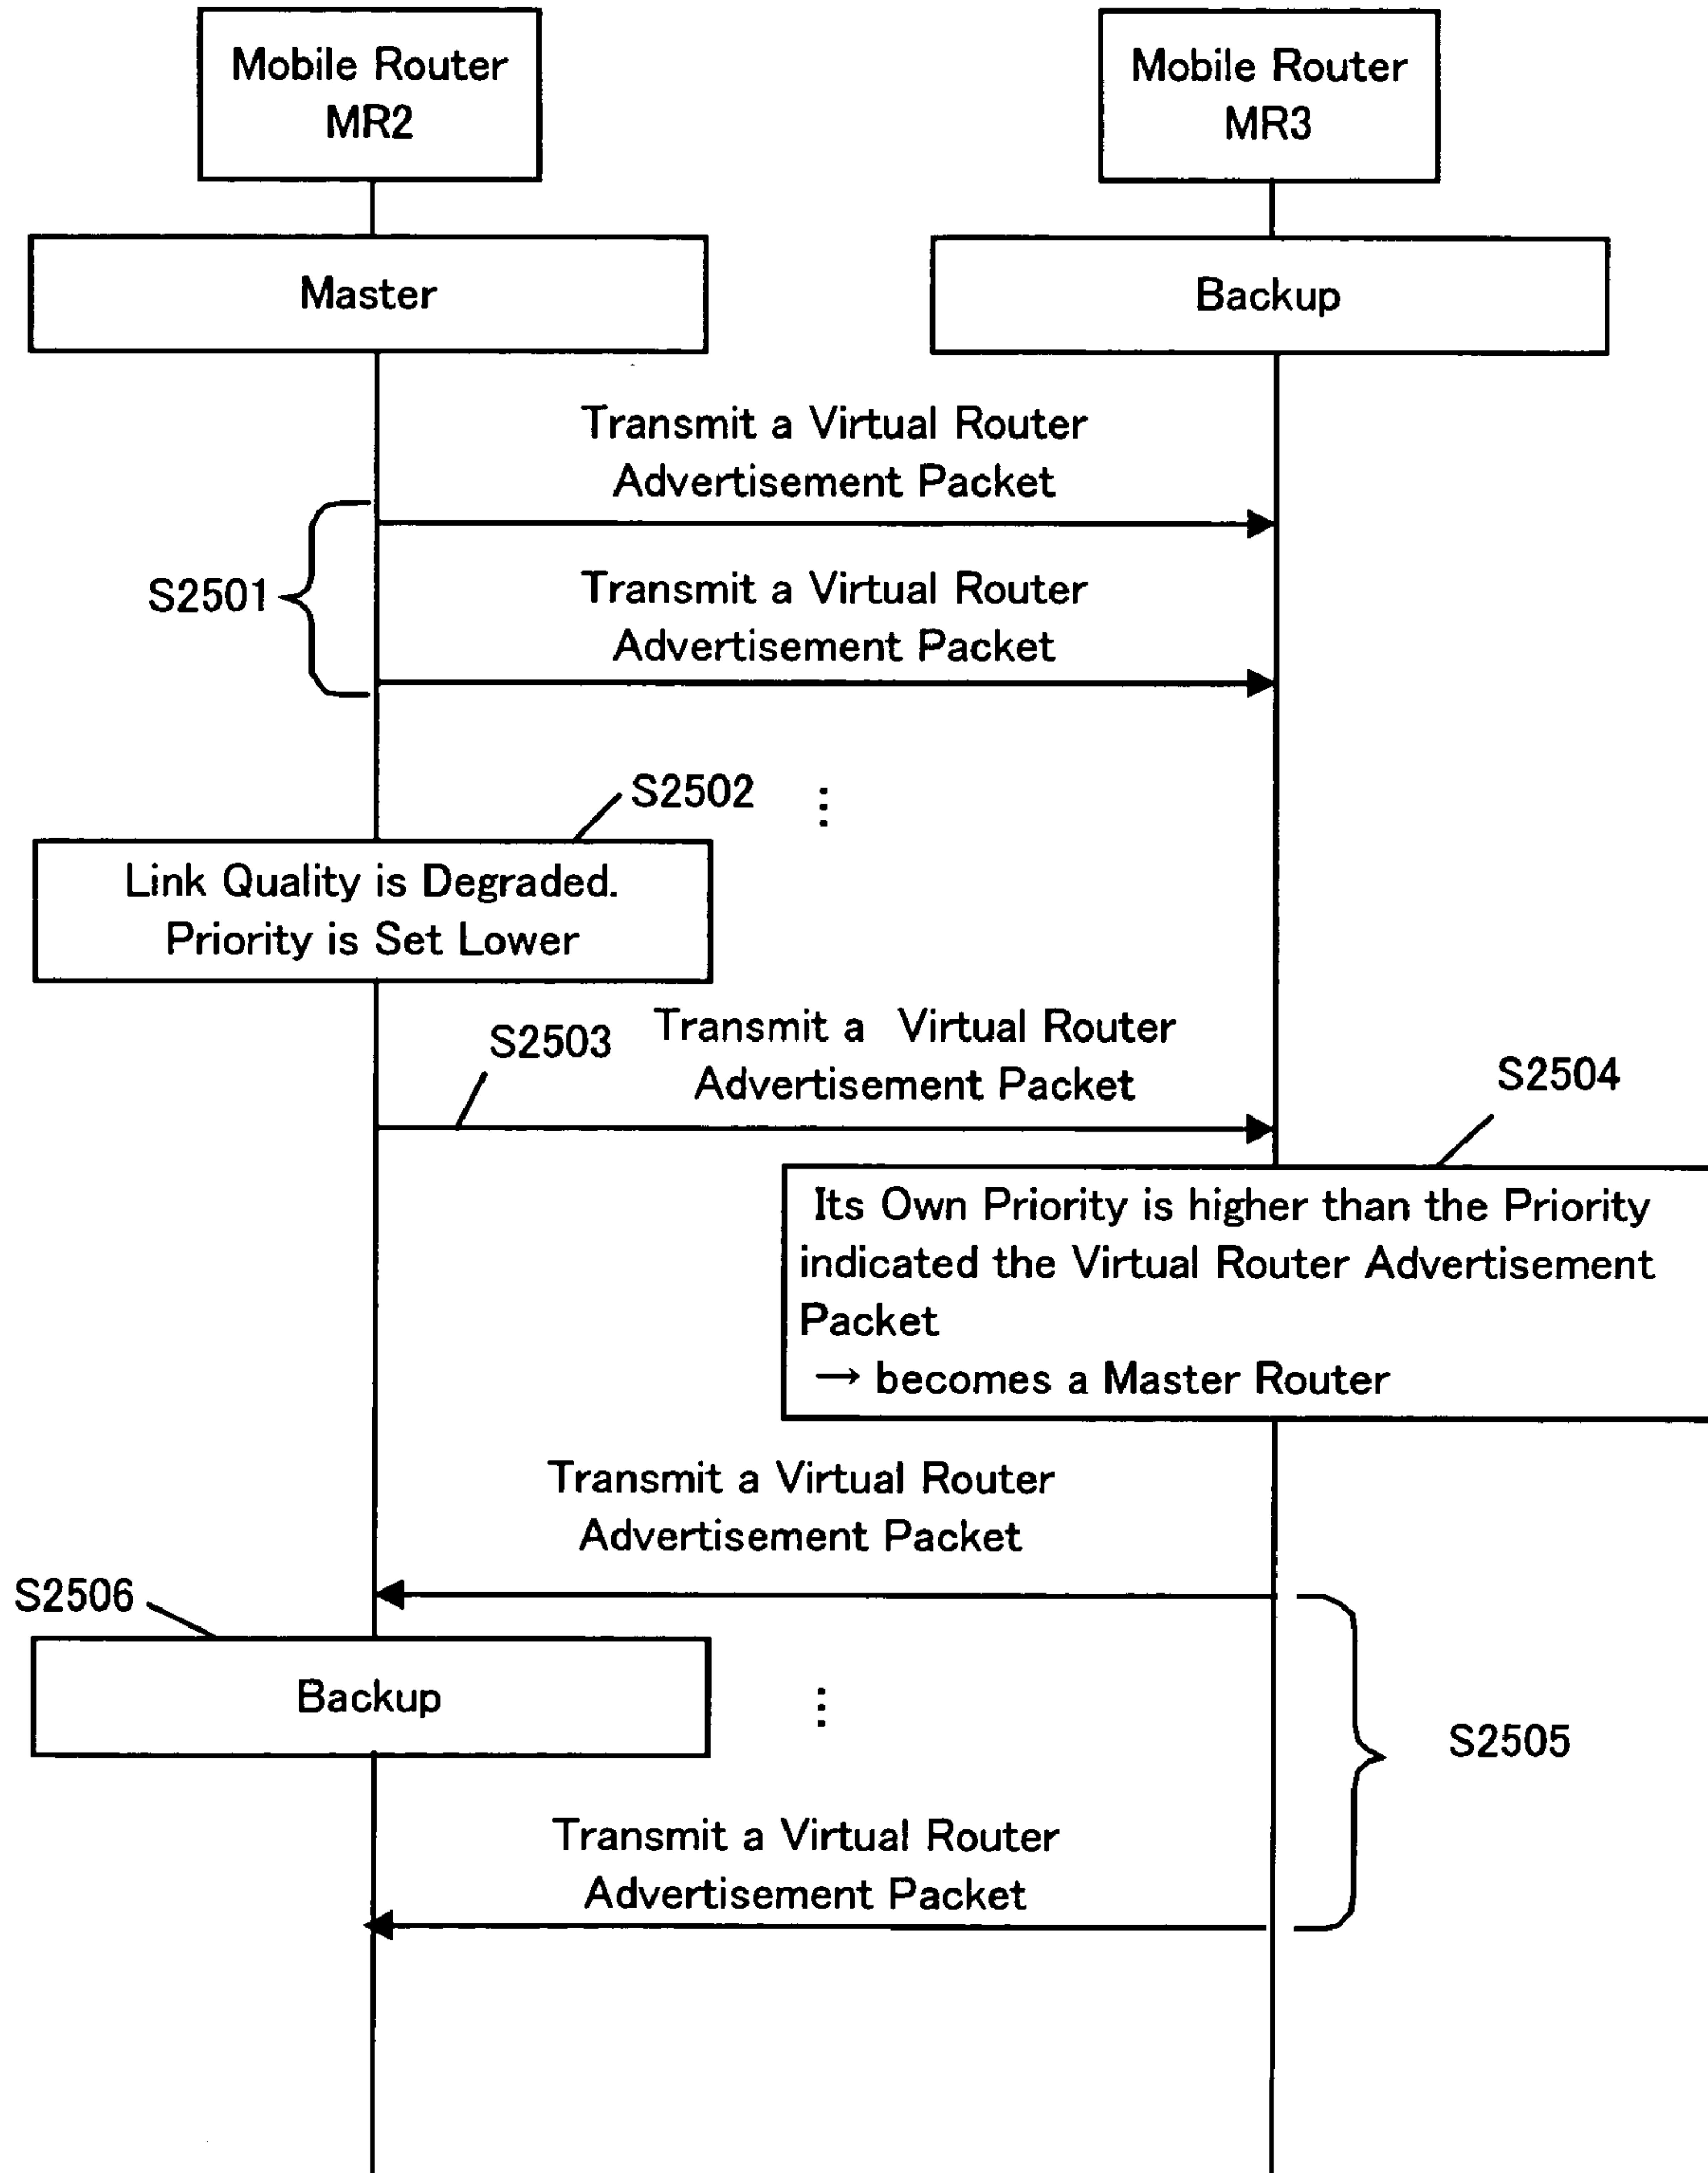 Mobile Router
MR2
Mobile Router
MR3
Master
Backup
Transmit a Virtual Router
Advertisement Packet
S2501
Transmit a Virtual Router
Advertisement Packet
S2502
Link Quality is Degraded.
Priority is Set Lower
S2503
Transmit a Virtual Router
Advertisement Packet
S2504
Its Own Priority is higher than the Priority
indicated the Virtual Router Advertisement
Packet
→ becomes a Master Router
Transmit a Virtual Router
Advertisement Packet
S2506
Backup
S2505
Transmit a Virtual Router
Advertisement Packet